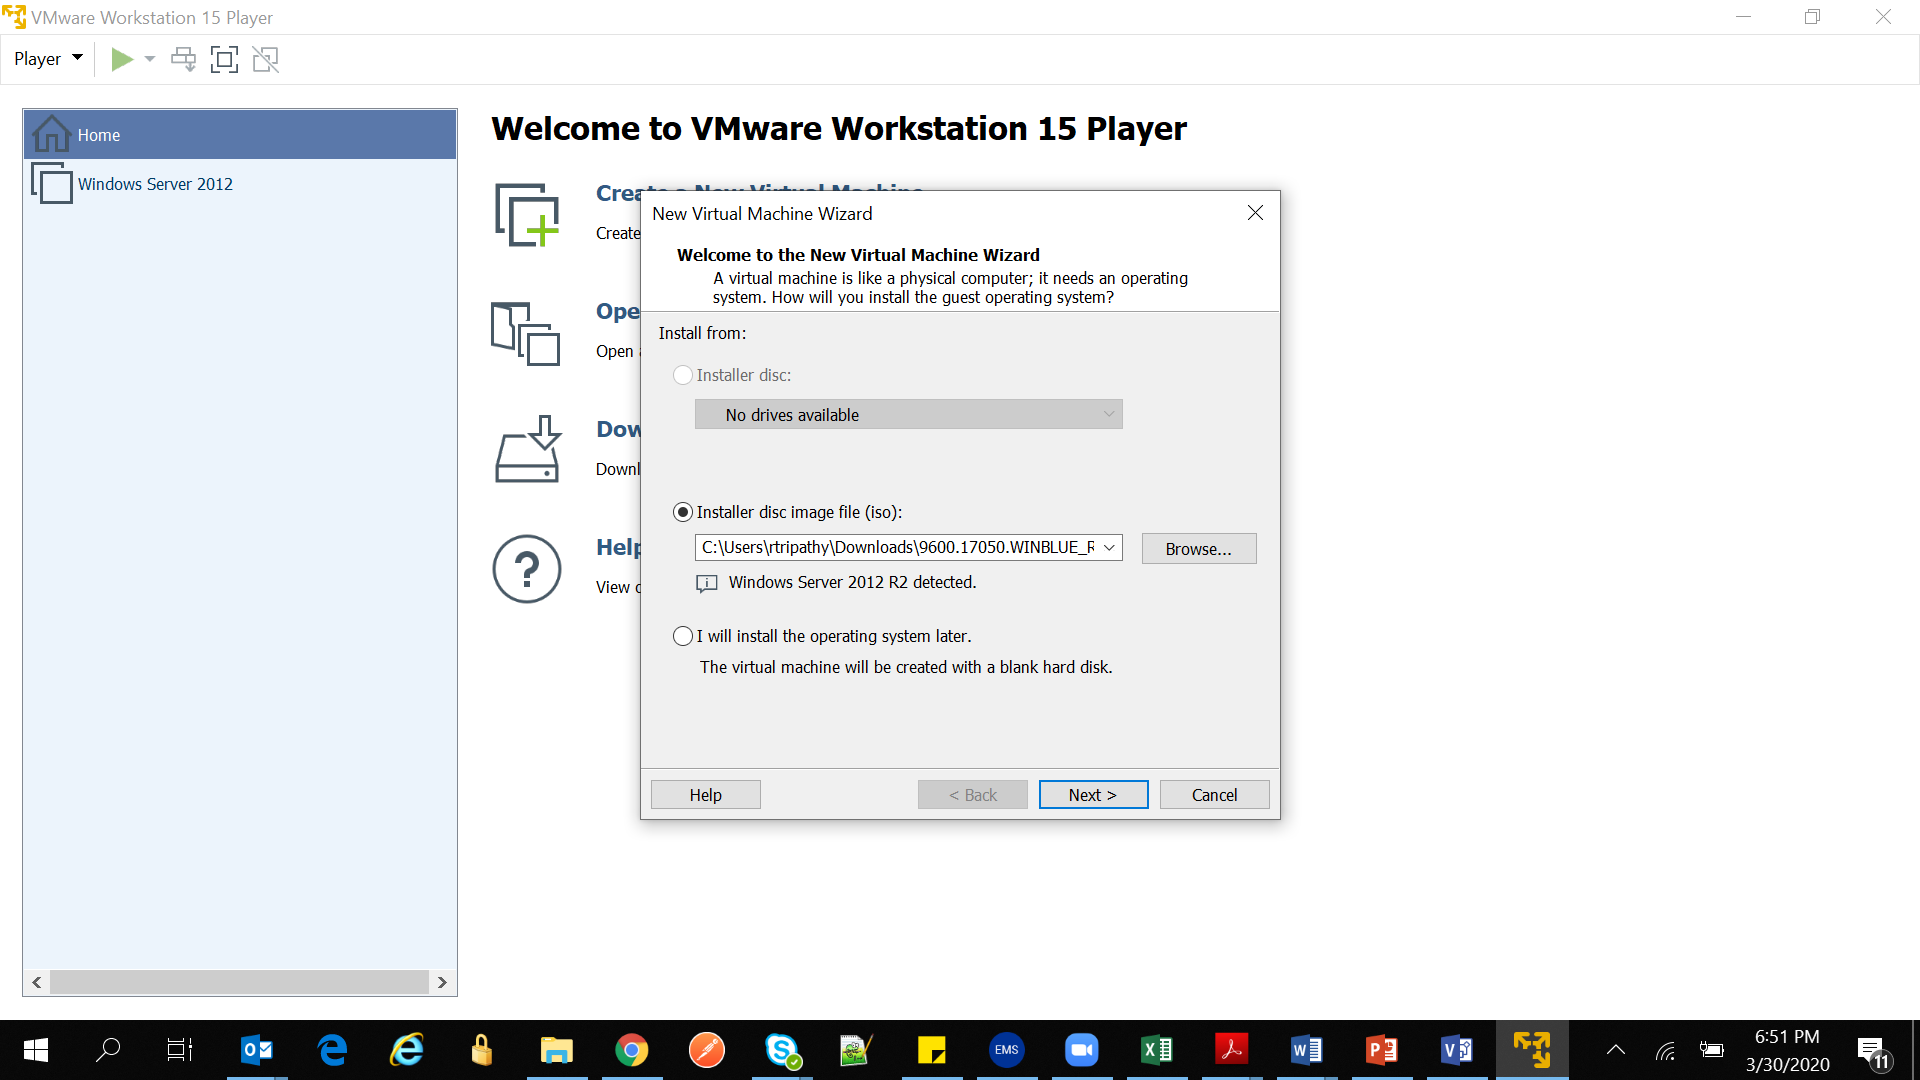 VMware Workstation 15 Player
Player
Home
Windows Server 2012
Welcome to VMware Workstation 15 Player
Create
Open
Downl
Help
View
New Virtual Machine Wizard
Welcome to the New Virtual Machine Wizard
A virtual machine is like a physical computer; it needs an operating
system. How will you install the guest operating system?
Install from:
Installer disc:
No drives available
Installer disc image file (iso):
C:\Users\rtripathy\Downloads\9600.17050.WINBLUE_R
Browse...
Windows Server 2012 R2 detected.
I will install the operating system later.
The virtual machine will be created with a blank hard disk.
Help
< Back
Next >
Cancel
EMS
6:51 PM
3/30/2020
11